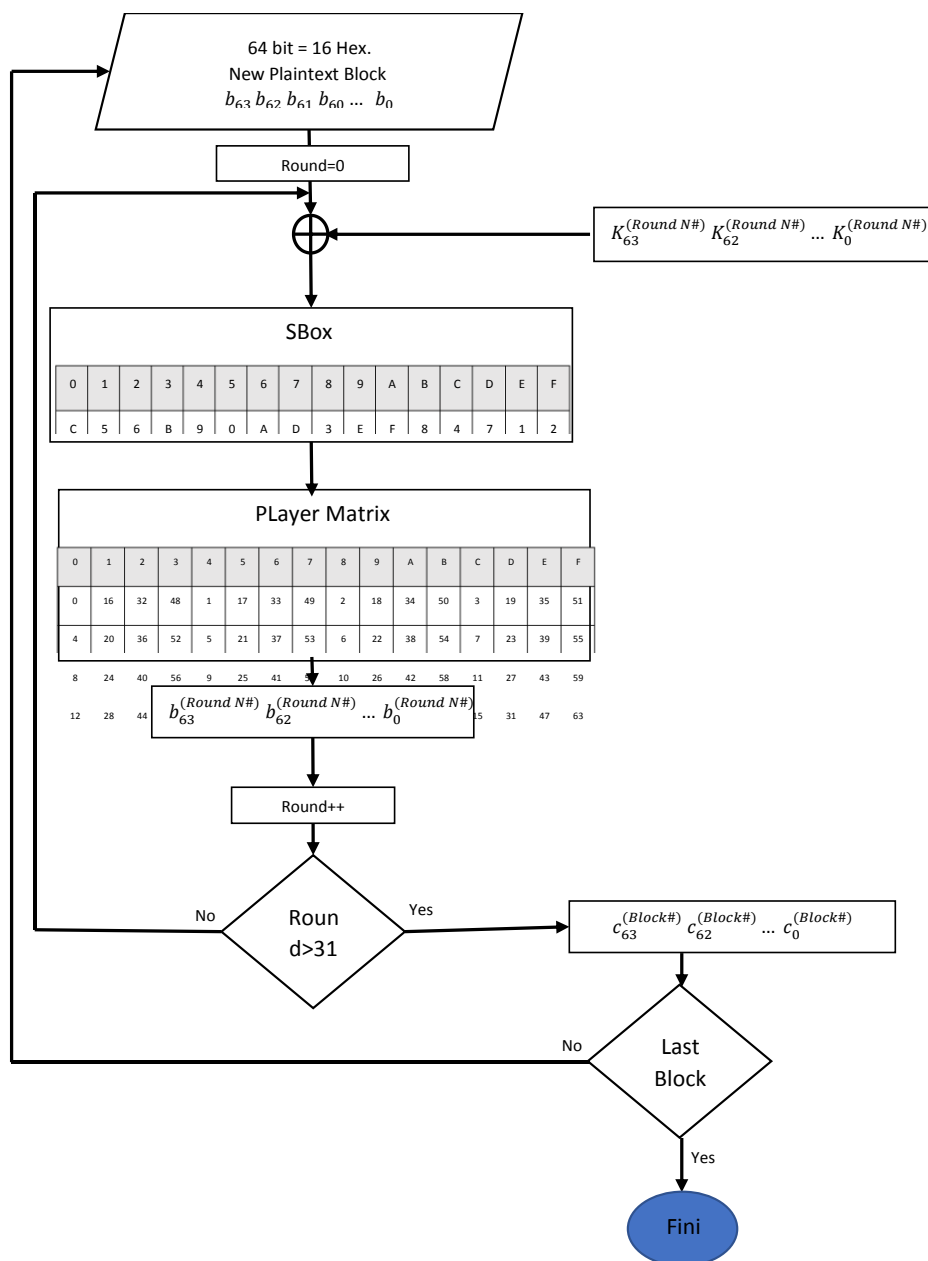 64 bit = 16 Hex.
New Plaintext Block
b₆₃ b₆₂ b₆₁ b₆₀ … b₀
Round=0
K₆₃^(Round N#) K₆₂^(Round N#) … K₀^(Round N#)
SBox
0 1 2 3 4 5 6 7 8 9 A B C D E F
C 5 6 B 9 0 A D 3 E F 8 4 7 1 2
PLayer Matrix
0 1 2 3 4 5 6 7 8 9 A B C D E F
0 16 32 48 1 17 33 49 2 18 34 50 3 19 35 51
4 20 36 52 5 21 37 53 6 22 38 54 7 23 39 55
8 24 40 56 9 25 41 10 26 42 58 11 27 43 59
12 28 44 31 47 63
b₆₃^(Round N#) b₆₂^(Round N#) … b₀^(Round N#)
Round++
No
Roun
d>31
Yes
c₆₃^(Block#) c₆₂^(Block#) … c₀^(Block#)
No
Last
Block
Yes
Fini